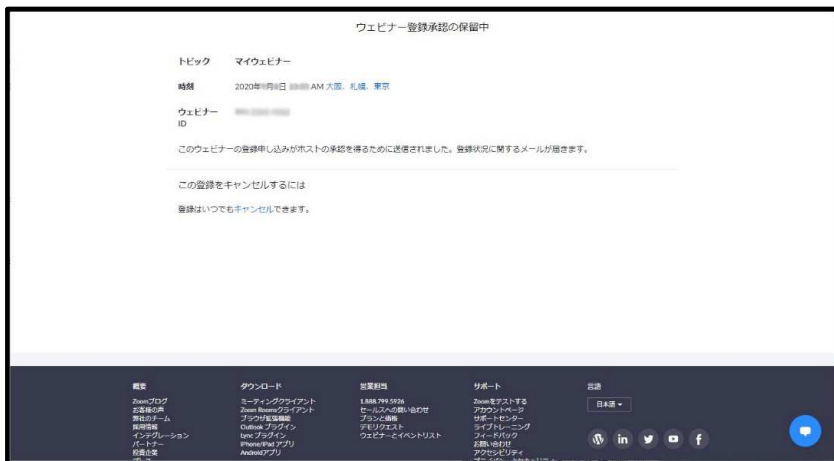 ウェビナー登録承認の保留中
トピック マイウェビナー
時刻 2020年 月 日 AM 大阪、札幌、東京
ウェビナー
ID
このウェビナーの登録申し込みがホストの承認を得るために送信されました。登録状況に関するメールが届きます。
この登録をキャンセルするには
登録はいつでもキャンセルできます。
概要
Zoomブログ
お客様の声
弊社のチーム
採用情報
インテグレーション
パートナー
投資企業
プレス
ダウンロード
ミーティングクライアント
Zoom Roomsクライアント
ブラウザ拡張機能
Outlook プラグイン
Lync プラグイン
iPhone/iPad アプリ
Androidアプリ
営業担当
1.888.799.5926
セールスへの問い合わせ
プランと価格
デモリクエスト
ウェビナーとイベントリスト
サポート
Zoomをテストする
アカウントページ
サポートセンター
ライブトレーニング
フィードバック
お問い合わせ
アクセシビリティ
言語
日本語